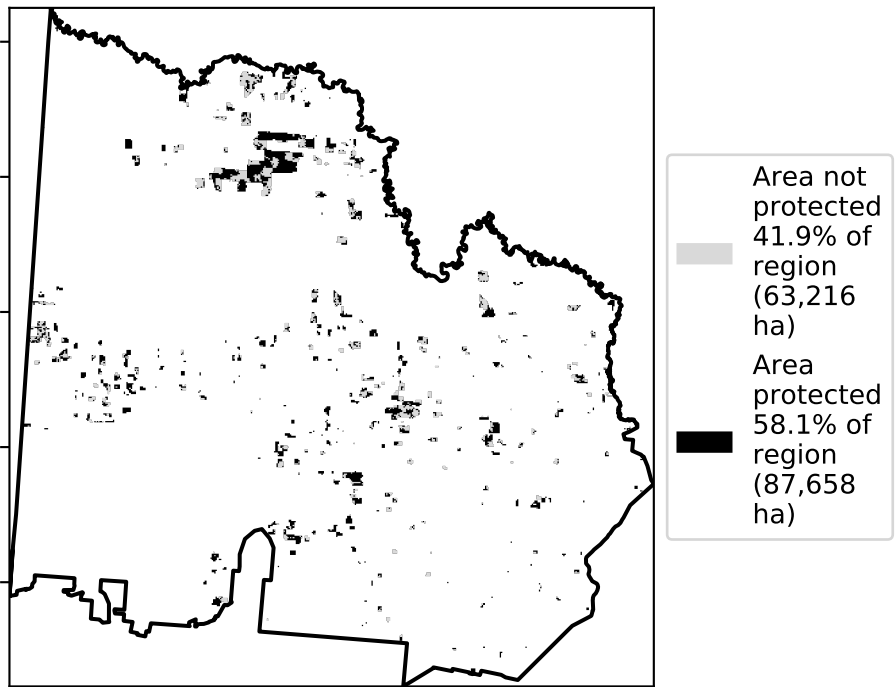 Area not
protected
41.9% of
region
(63,216
ha)
Area
protected
58.1% of
region
(87,658
ha)